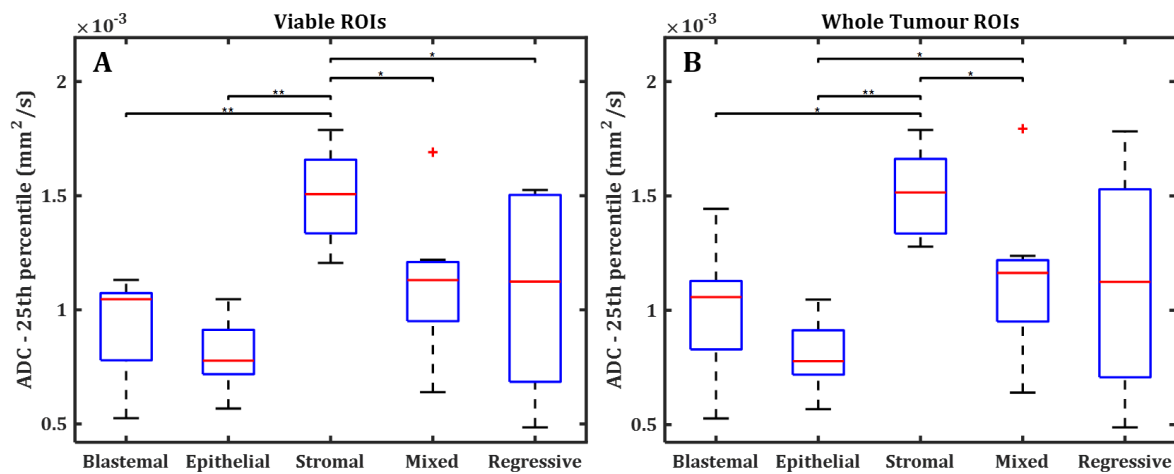 Viable ROIs
×10⁻³
A
ADC - 25th percentile (mm²/s)
2
1.5
1
0.5
*
*
**
**
Blastemal Epithelial Stromal Mixed Regressive
Whole Tumour ROIs
×10⁻³
B
ADC - 25th percentile (mm²/s)
2
1.5
1
0.5
*
*
**
*
Blastemal Epithelial Stromal Mixed Regressive